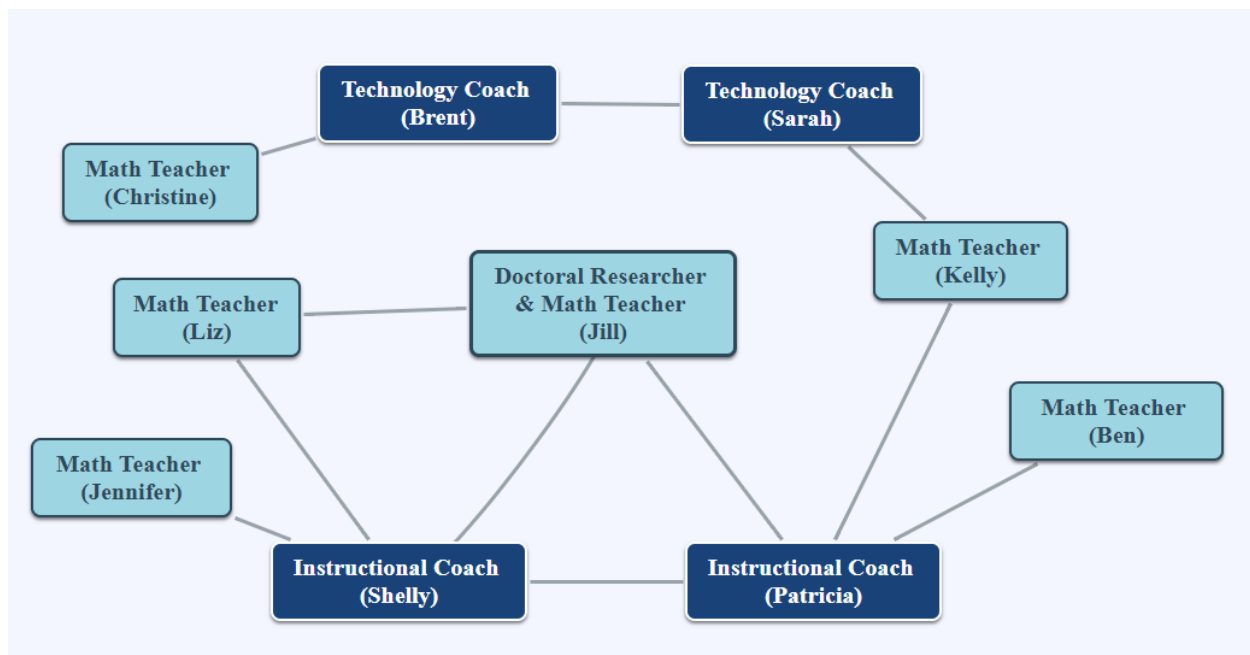 Technology Coach
(Brent)
Technology Coach
(Sarah)
Math Teacher
(Christine)
Math Teacher
(Kelly)
Doctoral Researcher
& Math Teacher
(Jill)
Math Teacher
(Liz)
Math Teacher
(Ben)
Math Teacher
(Jennifer)
Instructional Coach
(Shelly)
Instructional Coach
(Patricia)